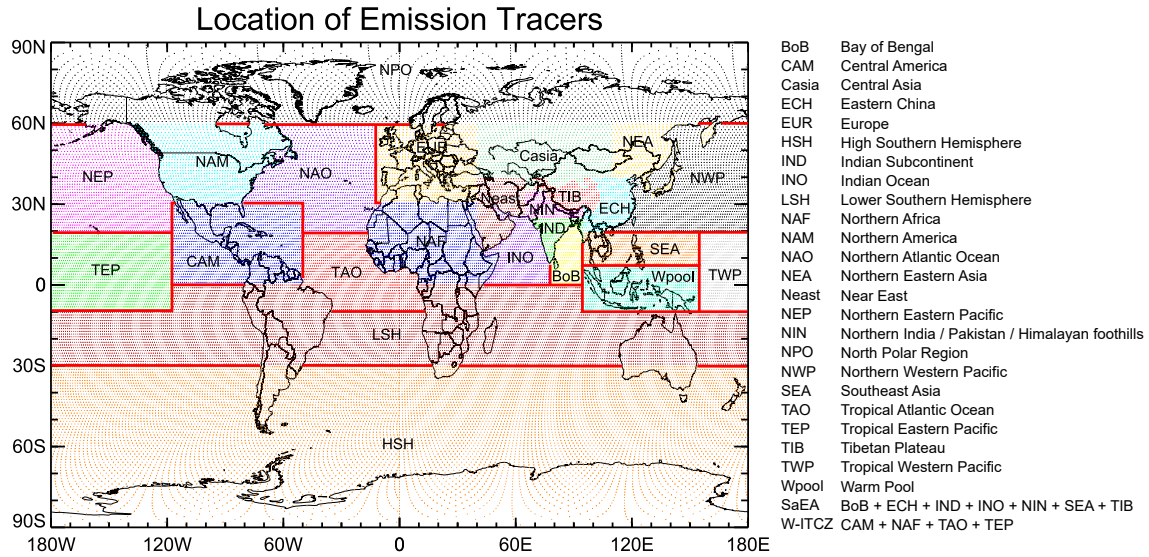 Location of Emission Tracers
90N
60N
30N
0
30S
60S
90S
180W
120W
60W
0
60E
120E
180E
NPO
NEP
NAM
NAO
EUR
Casia
NEA
NWP
Neast
TIB
NIN
ECH
IND
NAF
INO
BoB
SEA
Wpool
TWP
TEP
CAM
TAO
LSH
HSH
BoB Bay of Bengal
CAM Central America
Casia Central Asia
ECH Eastern China
EUR Europe
HSH High Southern Hemisphere
IND Indian Subcontinent
INO Indian Ocean
LSH Lower Southern Hemisphere
NAF Northern Africa
NAM Northern America
NAO Northern Atlantic Ocean
NEA Northern Eastern Asia
Neast Near East
NEP Northern Eastern Pacific
NIN Northern India / Pakistan / Himalayan foothills
NPO North Polar Region
NWP Northern Western Pacific
SEA Southeast Asia
TAO Tropical Atlantic Ocean
TEP Tropical Eastern Pacific
TIB Tibetan Plateau
TWP Tropical Western Pacific
Wpool Warm Pool
SaEA BoB + ECH + IND + INO + NIN + SEA + TIB
W-ITCZ CAM + NAF + TAO + TEP